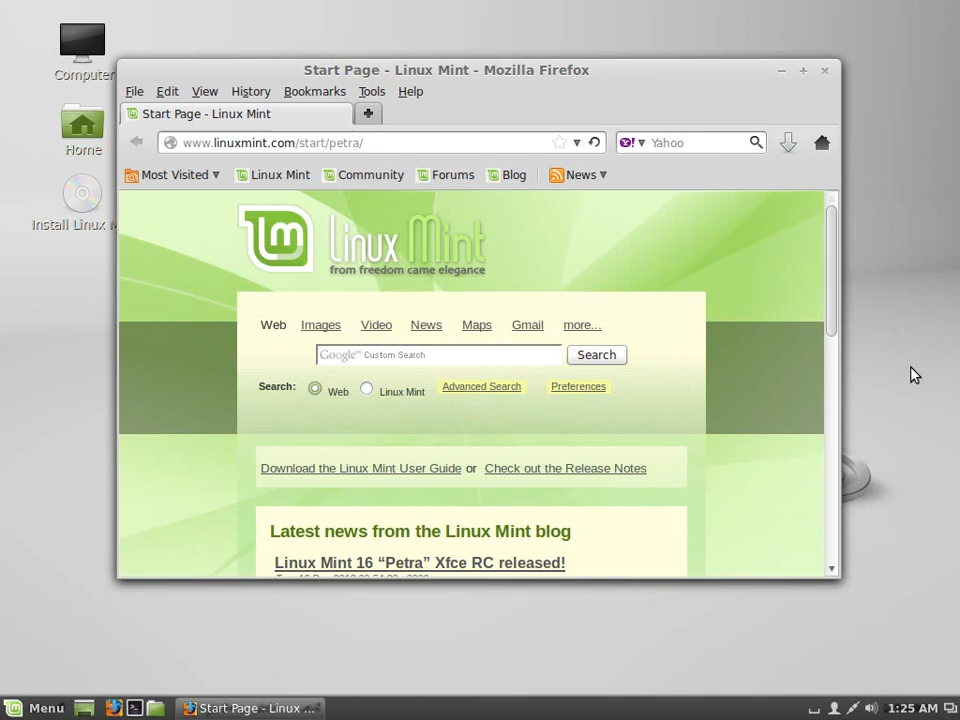 Computer
Home
Install Linux M
Start Page - Linux Mint - Mozilla Firefox
File Edit View History Bookmarks Tools Help
Start Page - Linux Mint
www.linuxmint.com/start/petra/
Y! Yahoo
Most Visited Linux Mint Community Forums Blog News
lm Linux Mint
from freedom came elegance
Web Images Video News Maps Gmail more...
Google™ Custom Search Search
Search: Web Linux Mint Advanced Search Preferences
Download the Linux Mint User Guide or Check out the Release Notes
Latest news from the Linux Mint blog
Linux Mint 16 “Petra” Xfce RC released!
Menu Start Page - Linux ... 1:25 AM